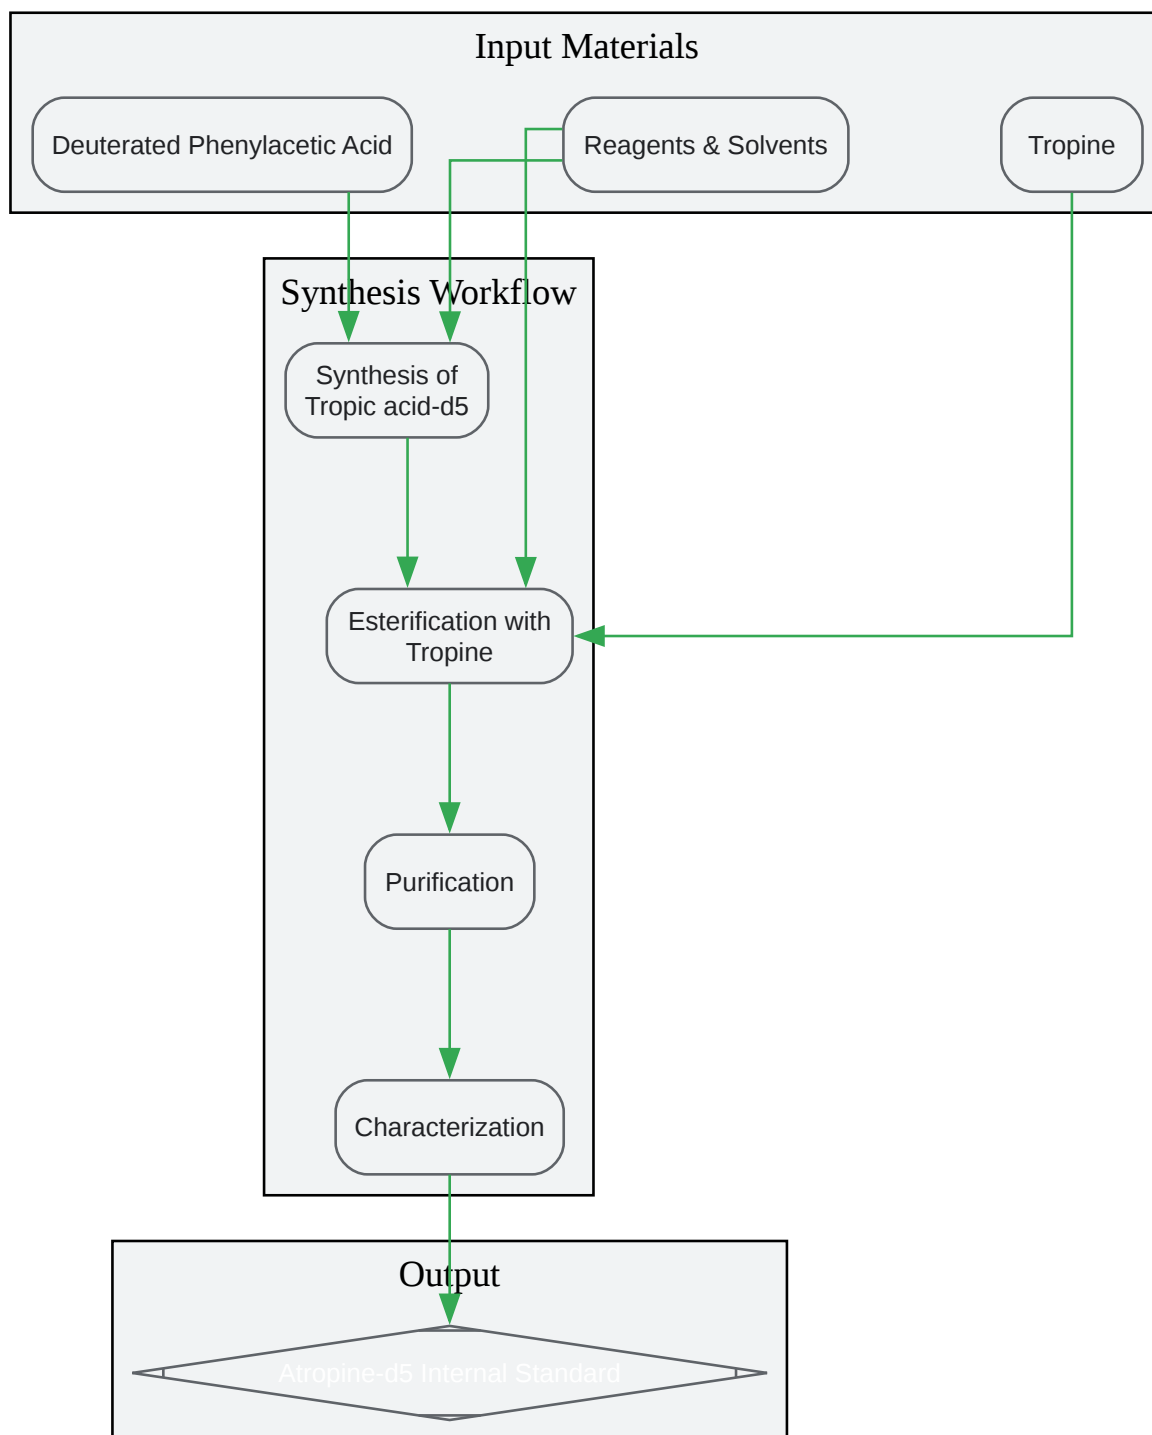 Input Materials
Deuterated Phenylacetic Acid
Reagents & Solvents
Tropine
Synthesis Workflow
Synthesis of
Tropic acid-d5
Esterification with
Tropine
Purification
Characterization
Output
Atropine-d5 Internal Standard